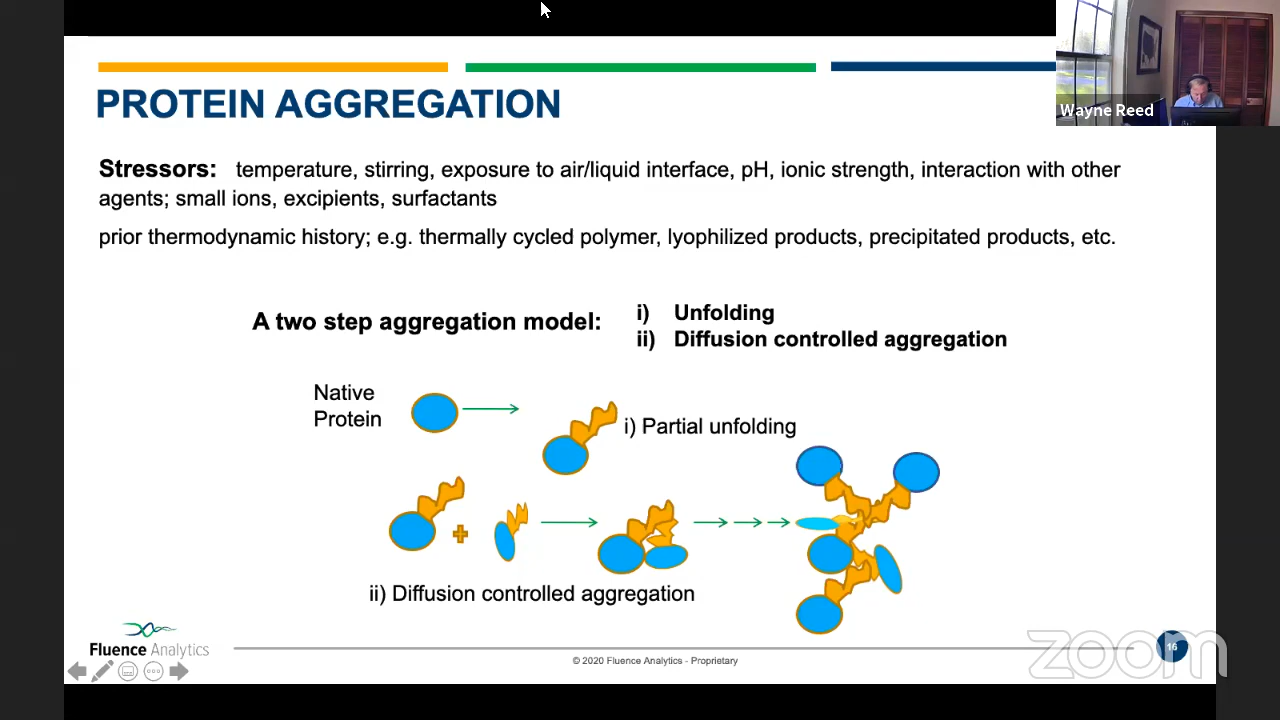 PROTEIN AGGREGATION
Wayne Reed
Stressors: temperature, stirring, exposure to air/liquid interface, pH, ionic strength, interaction with other
agents; small ions, excipients, surfactants
prior thermodynamic history; e.g. thermally cycled polymer, lyophilized products, precipitated products, etc.
A two step aggregation model:
i) Unfolding
ii) Diffusion controlled aggregation
Native
Protein
i) Partial unfolding
ii) Diffusion controlled aggregation
Fluence Analytics
© 2020 Fluence Analytics - Proprietary
16
zoom